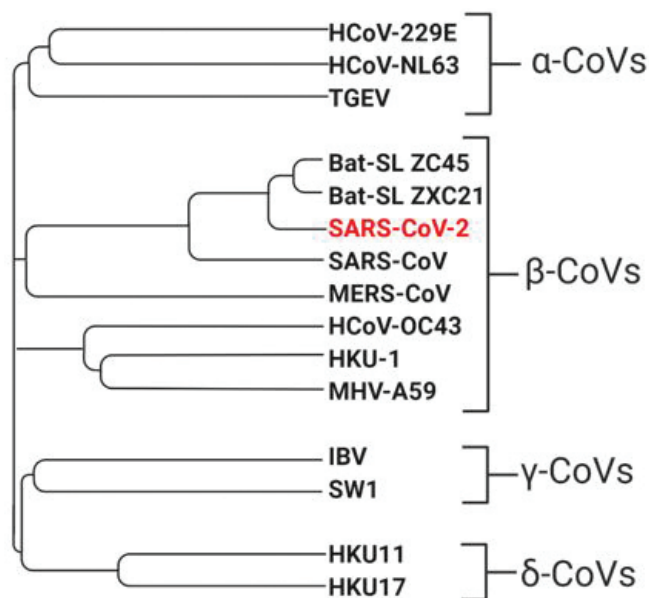 HCoV-229E
HCoV-NL63
TGEV
α-CoVs
Bat-SL ZC45
Bat-SL ZXC21
SARS-CoV-2
SARS-CoV
MERS-CoV
HCoV-OC43
HKU-1
MHV-A59
β-CoVs
IBV
SW1
γ-CoVs
HKU11
HKU17
δ-CoVs